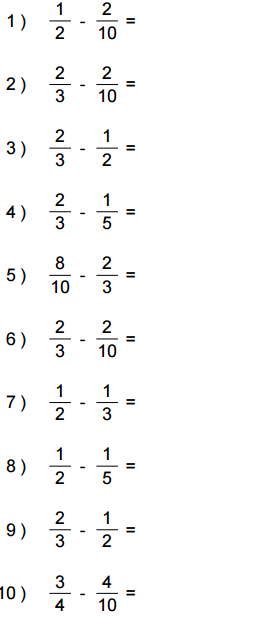 1) 1/2 - 2/10 =
2) 2/3 - 2/10 =
3) 2/3 - 1/2 =
4) 2/3 - 1/5 =
5) 8/10 - 2/3 =
6) 2/3 - 2/10 =
7) 1/2 - 1/3 =
8) 1/2 - 1/5 =
9) 2/3 - 1/2 =
10) 3/4 - 4/10 =